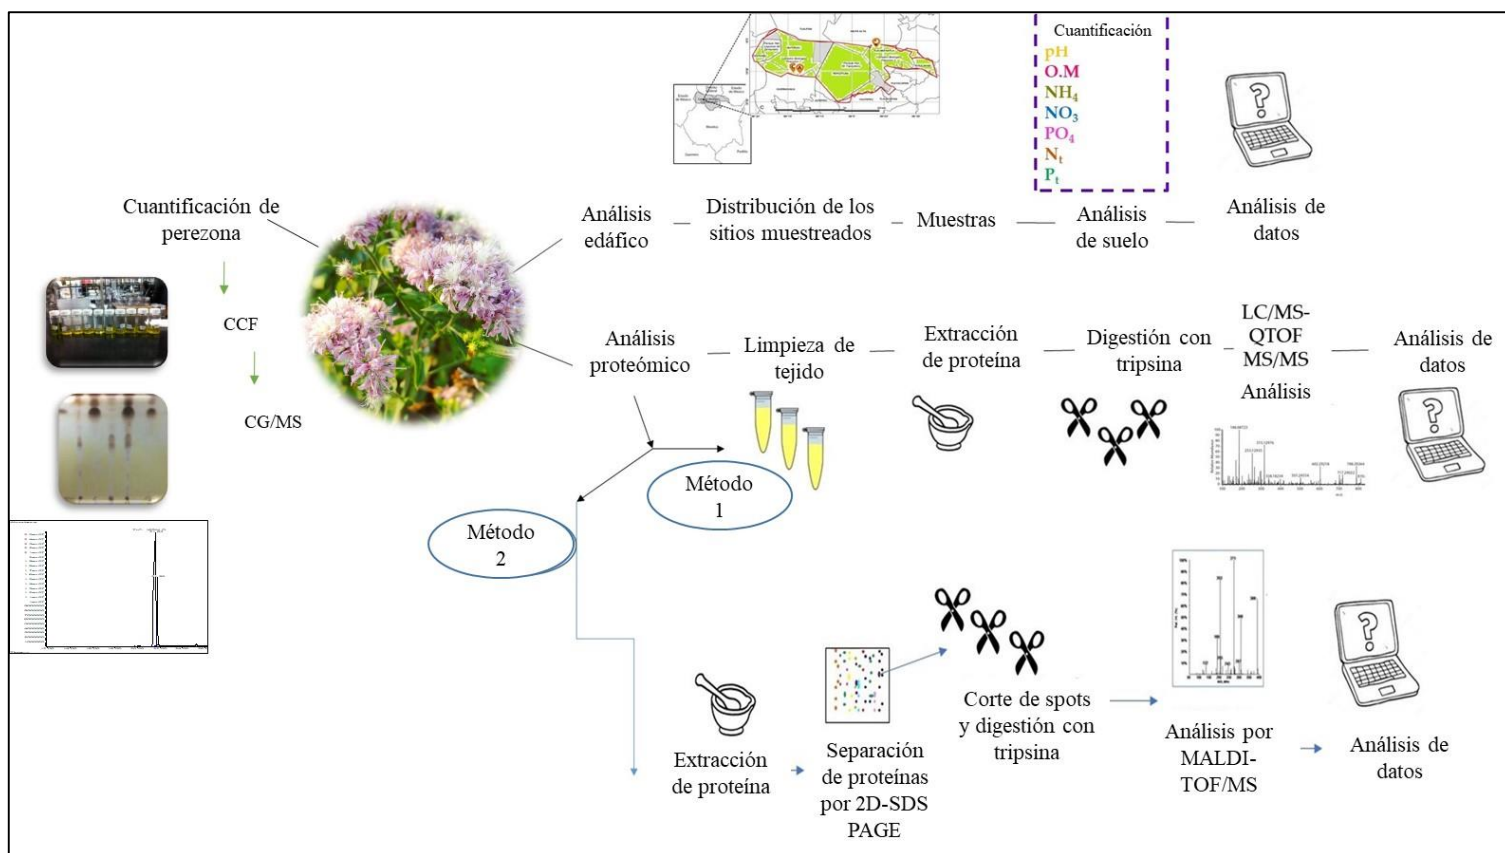 Cuantificación
pH
O.M
NH4
NO3
PO4
Nt
Pt
Cuantificación de
perezona
CCF
CG/MS
Análisis
edáfico
Distribución de los
sitios muestreados
Muestras
Análisis
de suelo
Análisis de
datos
Análisis
proteómico
Limpieza de
tejido
Extracción
de proteína
Digestión con
tripsina
LC/MS-
QTOF
MS/MS
Análisis
Análisis de
datos
Método
1
Método
2
Extracción
de proteína
Separación
de proteínas
por 2D-SDS
PAGE
Corte de spots
y digestión con
tripsina
Análisis por
MALDI-
TOF/MS
Análisis de
datos